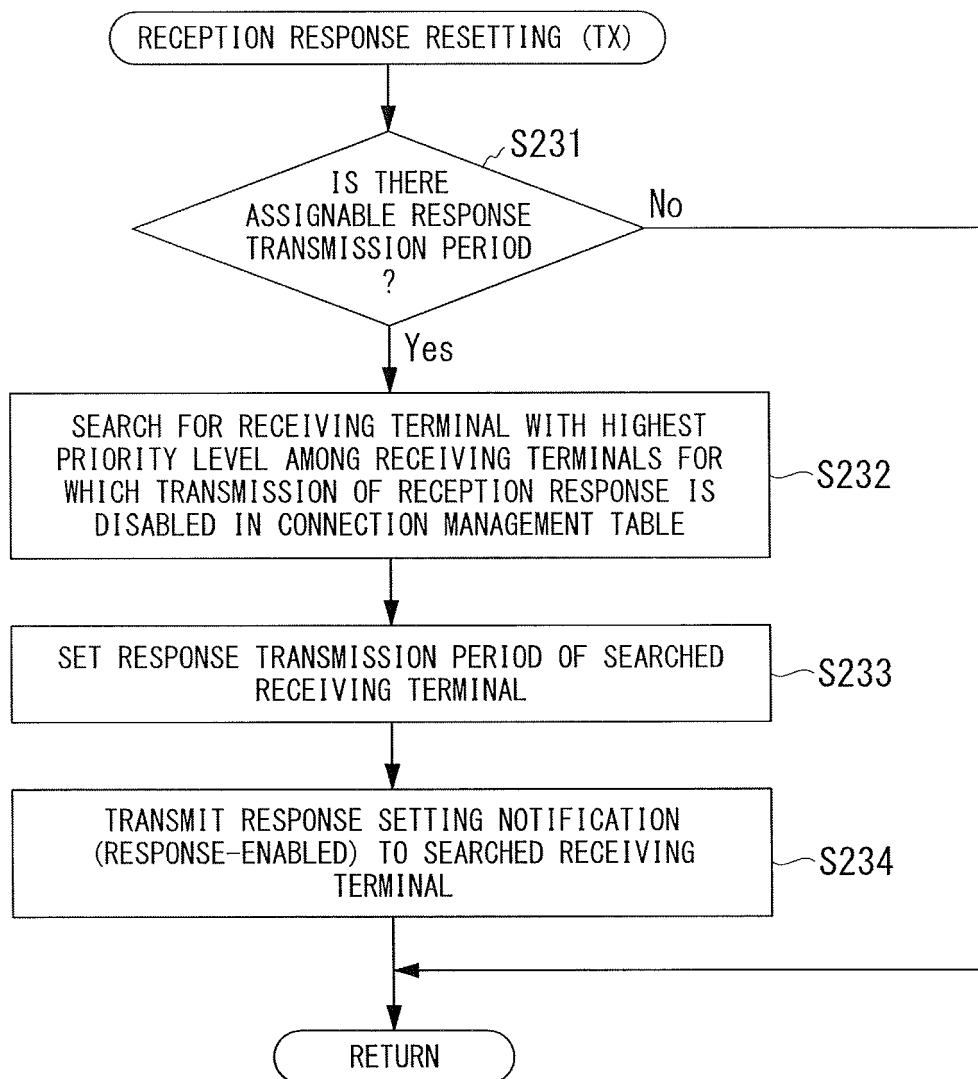 RECEPTION RESPONSE RESETTING (TX)
S231
IS THERE
ASSIGNABLE RESPONSE
TRANSMISSION PERIOD
?
No
Yes
SEARCH FOR RECEIVING TERMINAL WITH HIGHEST
PRIORITY LEVEL AMONG RECEIVING TERMINALS FOR
WHICH TRANSMISSION OF RECEPTION RESPONSE IS
DISABLED IN CONNECTION MANAGEMENT TABLE
S232
SET RESPONSE TRANSMISSION PERIOD OF SEARCHED
RECEIVING TERMINAL
S233
TRANSMIT RESPONSE SETTING NOTIFICATION
(RESPONSE-ENABLED) TO SEARCHED RECEIVING
TERMINAL
S234
RETURN